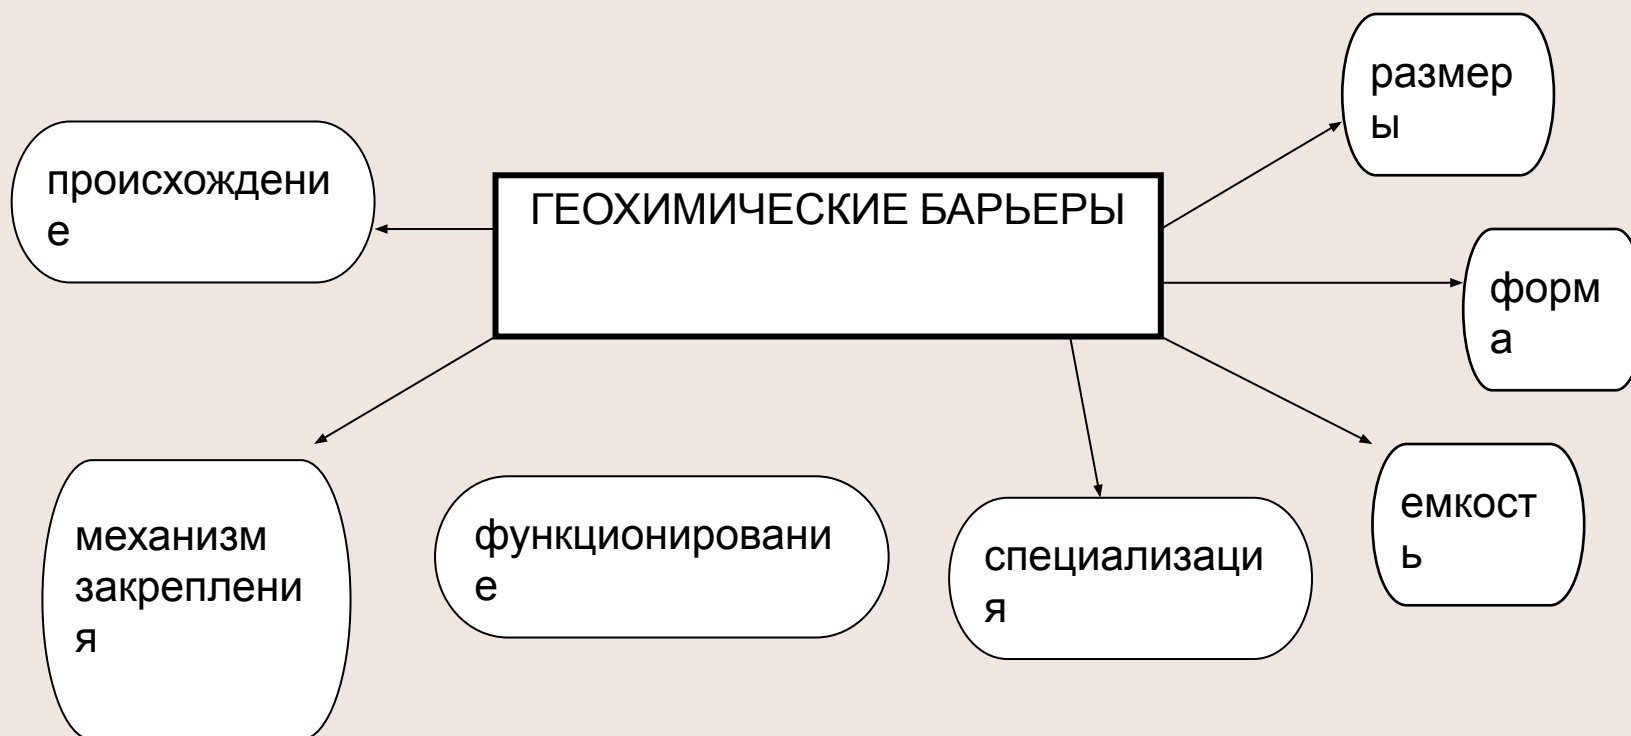 размер
ы
происхождени
е
ГЕОХИМИЧЕСКИЕ БАРЬЕРЫ
форм
а
механизм
закреплени
я
функционировани
е
специализаци
я
емкост
ь